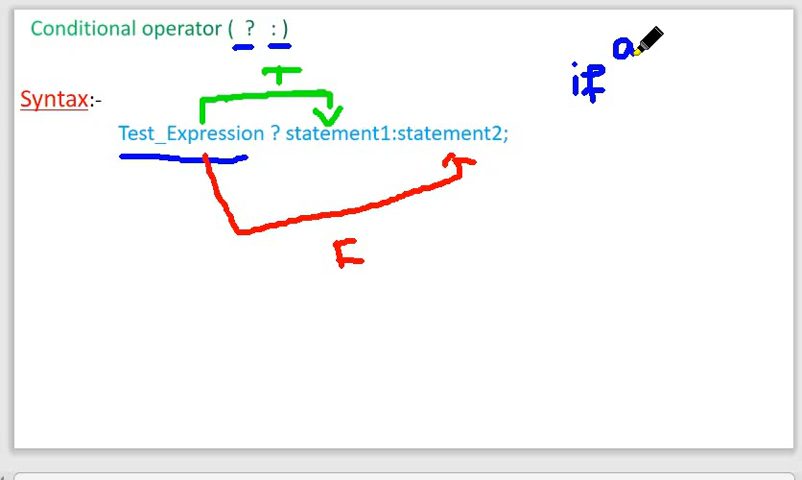 Conditional operator ( ? : )
if a
T
Syntax:-
Test_Expression ? statement1:statement2;
F